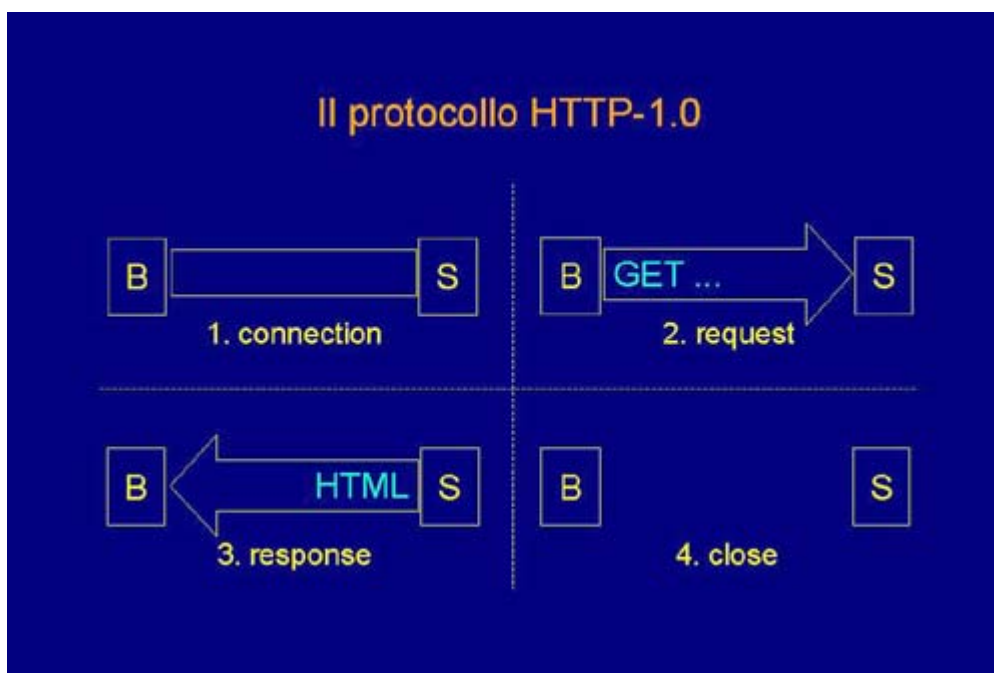 Il protocollo HTTP-1.0
B
S
1. connection
B
GET ...
S
2. request
B
HTML
S
3. response
B
S
4. close